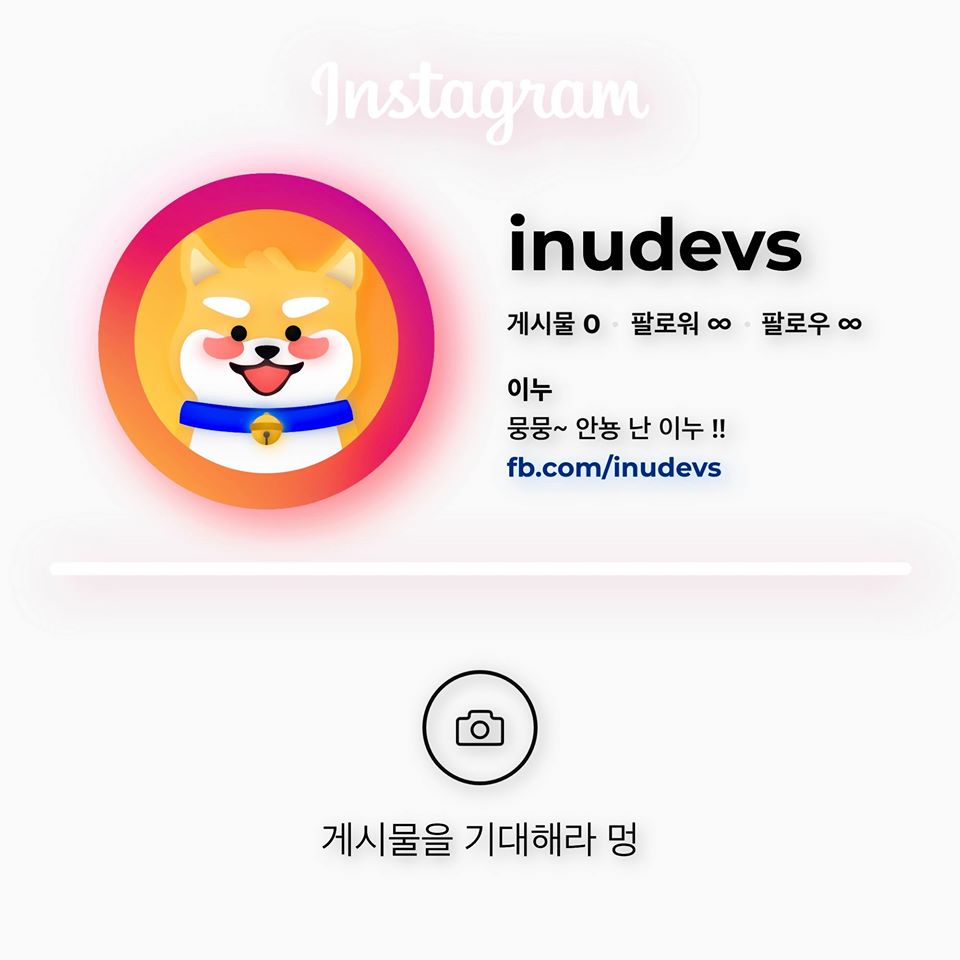 Instagram
inudevs
게시물 0 • 팔로워 ∞ • 팔로우 ∞
이누
뭉뭉~ 안뇽 난 이누 !!
fb.com/inudevs
게시물을 기대해라 멍